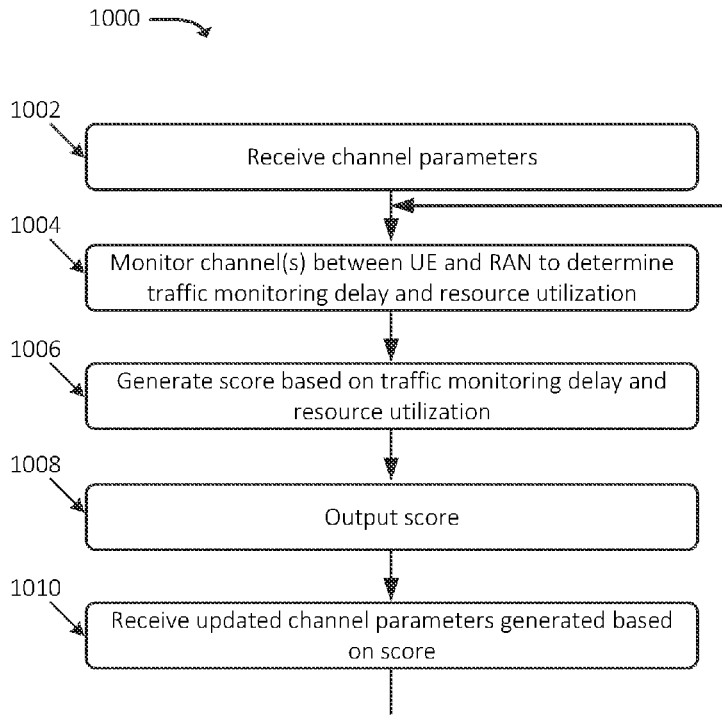 1000
1002
Receive channel parameters
1004
Monitor channel(s) between UE and RAN to determine
traffic monitoring delay and resource utilization
1006
Generate score based on traffic monitoring delay and
resource utilization
1008
Output score
1010
Receive updated channel parameters generated based
on score